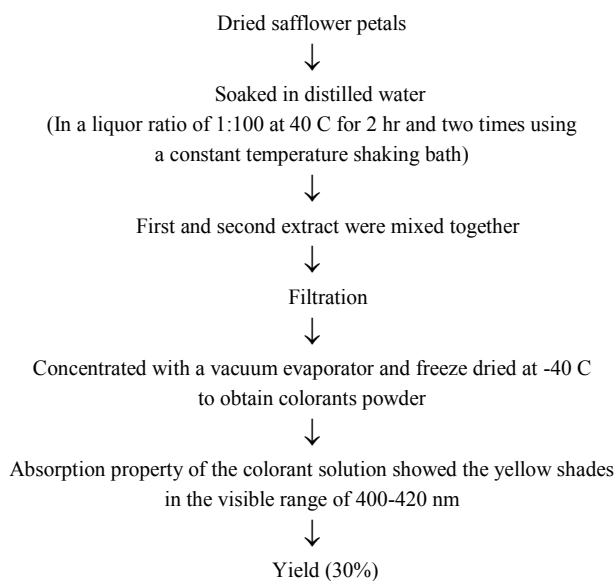 Dried safflower petals
↓
Soaked in distilled water
(In a liquor ratio of 1:100 at 40 C for 2 hr and two times using
a constant temperature shaking bath)
↓
First and second extract were mixed together
↓
Filtration
↓
Concentrated with a vacuum evaporator and freeze dried at -40 C
to obtain colorants powder
↓
Absorption property of the colorant solution showed the yellow shades
in the visible range of 400-420 nm
↓
Yield (30%)